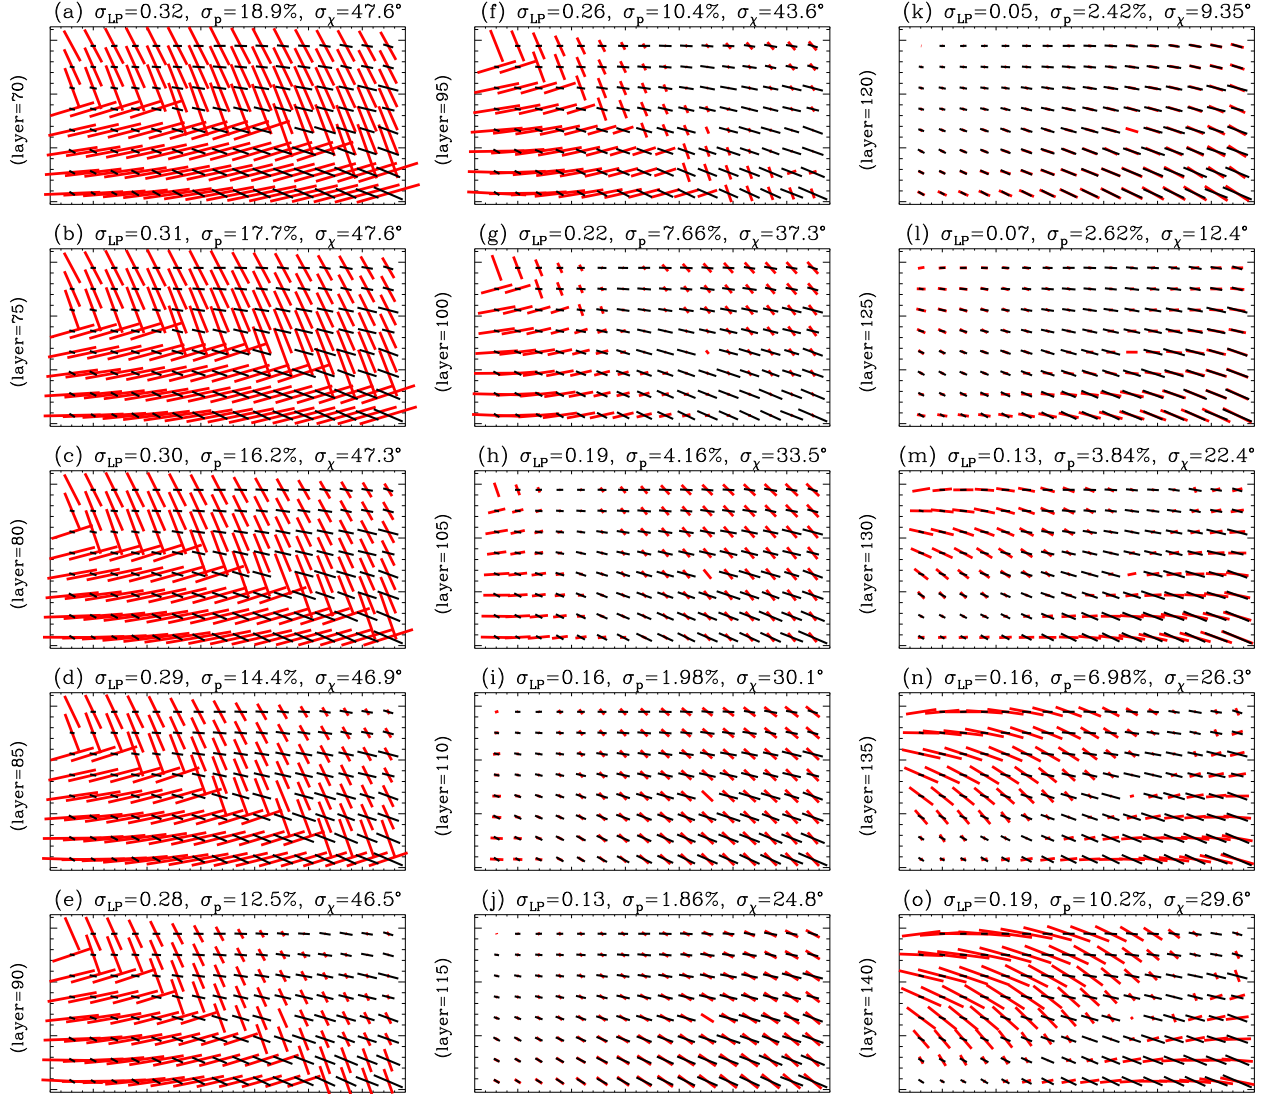 (a) σ_LP=0.32, σ_p=18.9%, σ_χ=47.6°
(layer=70)
(b) σ_LP=0.31, σ_p=17.7%, σ_χ=47.6°
(layer=75)
(c) σ_LP=0.30, σ_p=16.2%, σ_χ=47.3°
(layer=80)
(d) σ_LP=0.29, σ_p=14.4%, σ_χ=46.9°
(layer=85)
(e) σ_LP=0.28, σ_p=12.5%, σ_χ=46.5°
(layer=90)
(f) σ_LP=0.26, σ_p=10.4%, σ_χ=43.6°
(layer=95)
(g) σ_LP=0.22, σ_p=7.66%, σ_χ=37.3°
(layer=100)
(h) σ_LP=0.19, σ_p=4.16%, σ_χ=33.5°
(layer=105)
(i) σ_LP=0.16, σ_p=1.98%, σ_χ=30.1°
(layer=110)
(j) σ_LP=0.13, σ_p=1.86%, σ_χ=24.8°
(layer=115)
(k) σ_LP=0.05, σ_p=2.42%, σ_χ=9.35°
(layer=120)
(l) σ_LP=0.07, σ_p=2.62%, σ_χ=12.4°
(layer=125)
(m) σ_LP=0.13, σ_p=3.84%, σ_χ=22.4°
(layer=130)
(n) σ_LP=0.16, σ_p=6.98%, σ_χ=26.3°
(layer=135)
(o) σ_LP=0.19, σ_p=10.2%, σ_χ=29.6°
(layer=140)